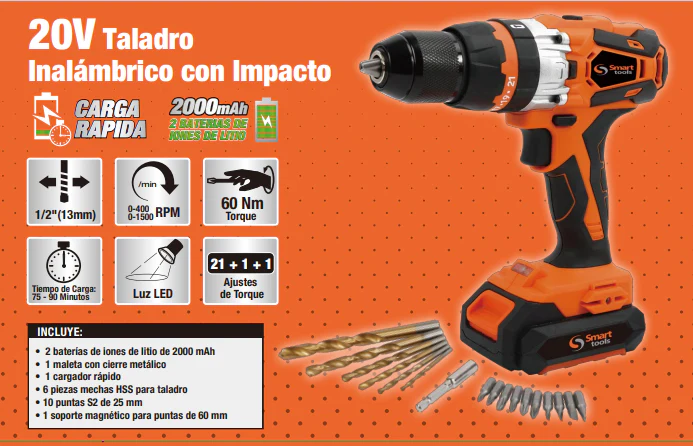 20V Taladro
Inalámbrico con Impacto
CARGA
RAPIDA
2000mAh
2 BATERIAS DE
IONES DE LITIO
1/2"(13mm)
/min
0-400
0-1500 RPM
60 Nm
Torque
Tiempo de Carga:
75 - 90 Minutos
Luz LED
21 + 1 + 1
Ajustes
de Torque
INCLUYE:
• 2 baterías de iones de litio de 2000 mAh
• 1 maleta con cierre metálico
• 1 cargador rápido
• 6 piezas mechas HSS para taladro
• 10 puntas S2 de 25 mm
• 1 soporte magnético para puntas de 60 mm
Smart
tools
19 · 21
Smart
tools